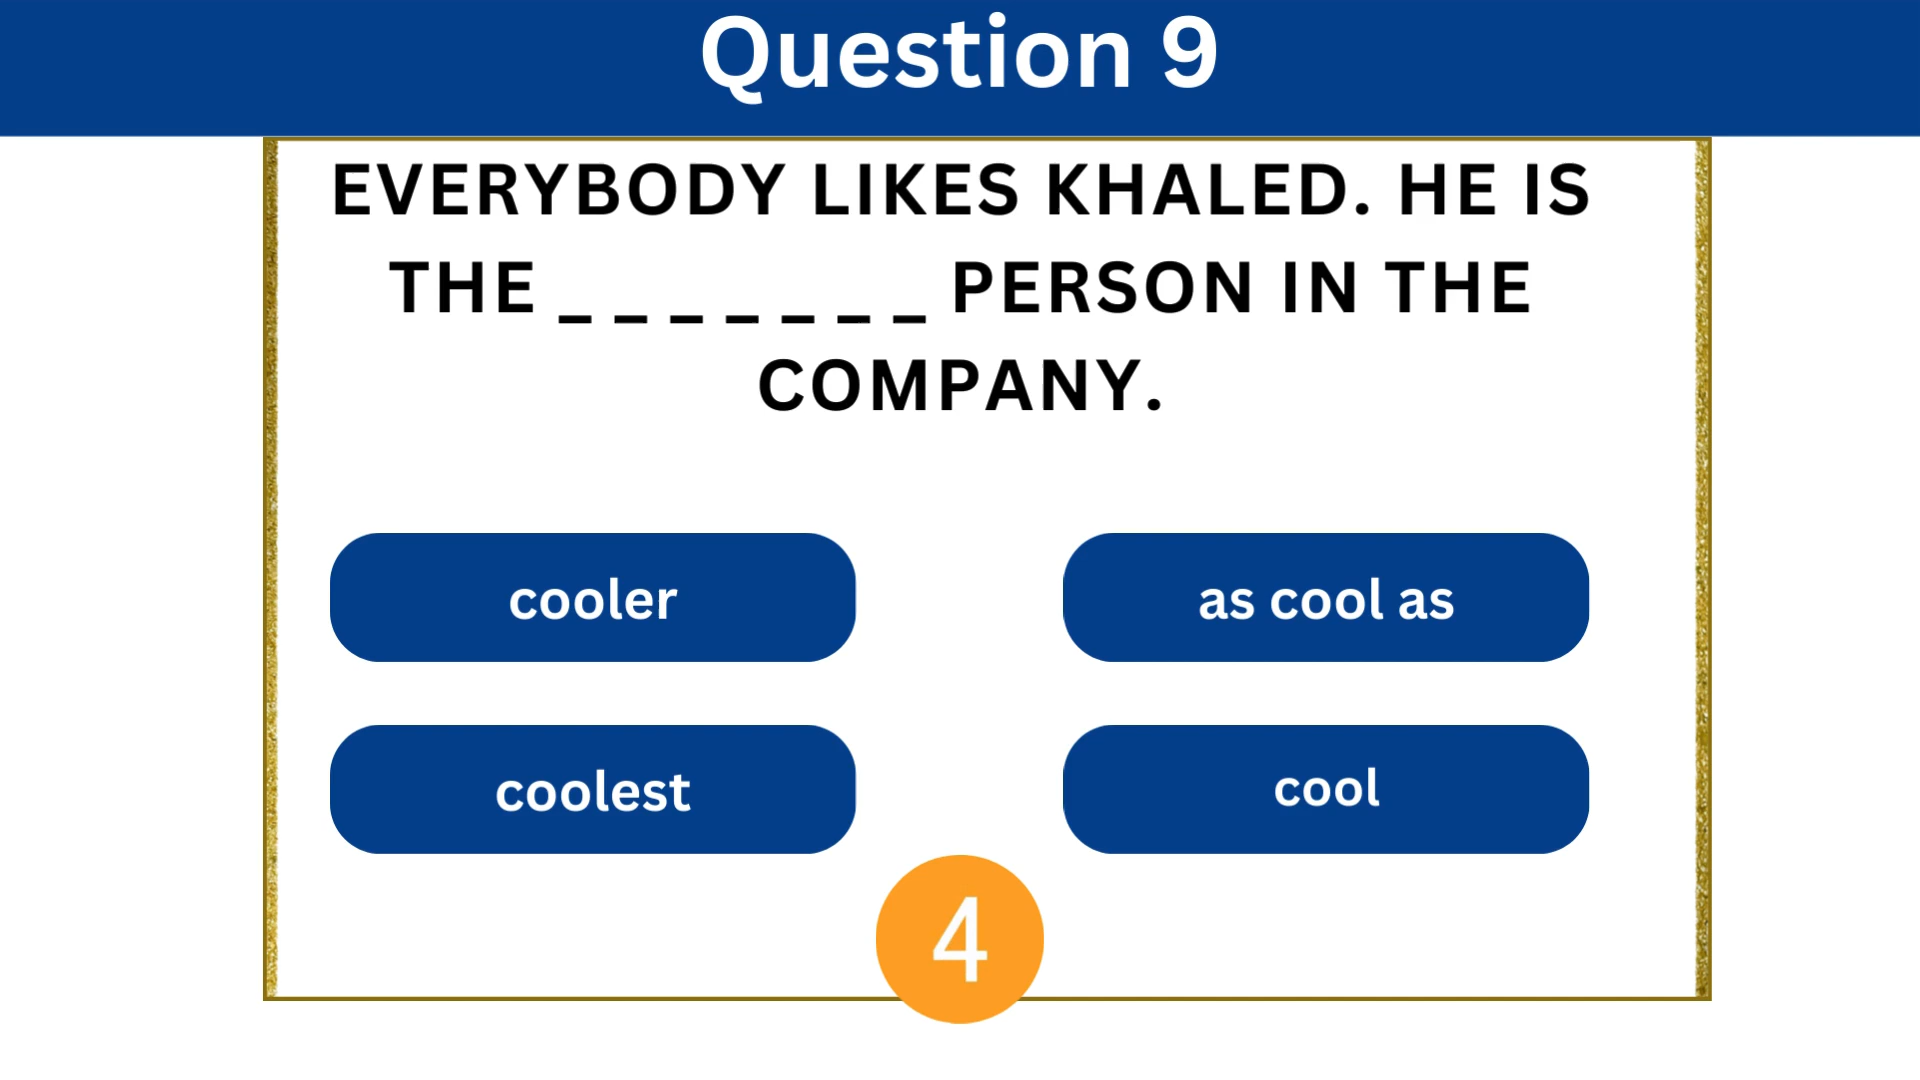 Question 9
EVERYBODY LIKES KHALED. HE IS
THE _ _ _ _ _ _ _ PERSON IN THE
COMPANY.
cooler
as cool as
coolest
cool
4